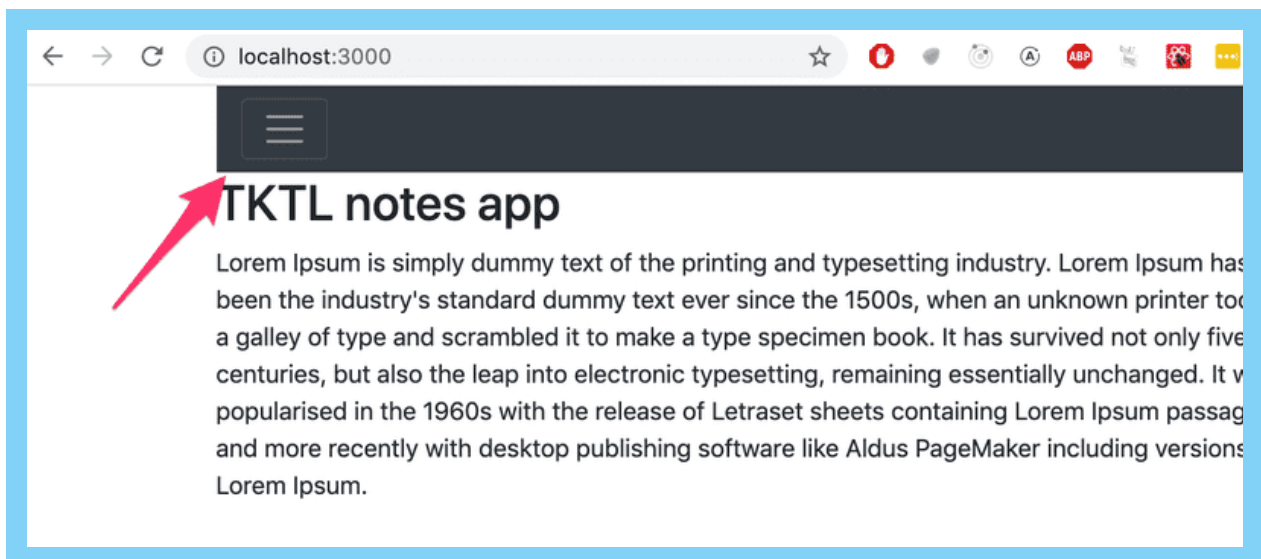 localhost:3000
ABP
TKTL notes app
Lorem Ipsum is simply dummy text of the printing and typesetting industry. Lorem Ipsum has
been the industry's standard dummy text ever since the 1500s, when an unknown printer too
a galley of type and scrambled it to make a type specimen book. It has survived not only five
centuries, but also the leap into electronic typesetting, remaining essentially unchanged. It w
popularised in the 1960s with the release of Letraset sheets containing Lorem Ipsum passag
and more recently with desktop publishing software like Aldus PageMaker including versions
Lorem Ipsum.